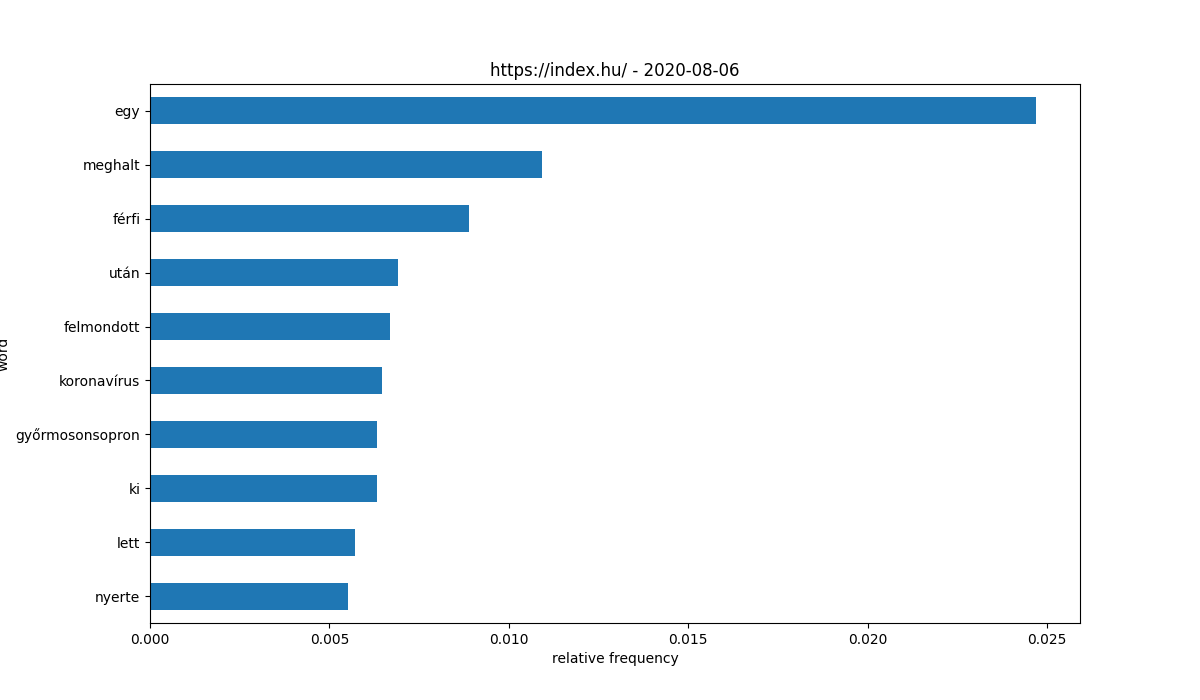 https://index.hu/ - 2020-08-06
egy
meghalt
férfi
után
felmondott
koronavírus
győrmosonsopron
ki
lett
nyerte
word
0.000 0.005 0.010 0.015 0.020 0.025
relative frequency